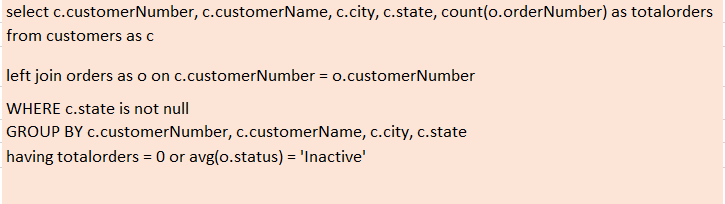 select c.customerNumber, c.customerName, c.city, c.state, count(o.orderNumber) as totalorders
from customers as c
left join orders as o on c.customerNumber = o.customerNumber
WHERE c.state is not null
GROUP BY c.customerNumber, c.customerName, c.city, c.state
having totalorders = 0 or avg(o.status) = 'Inactive'